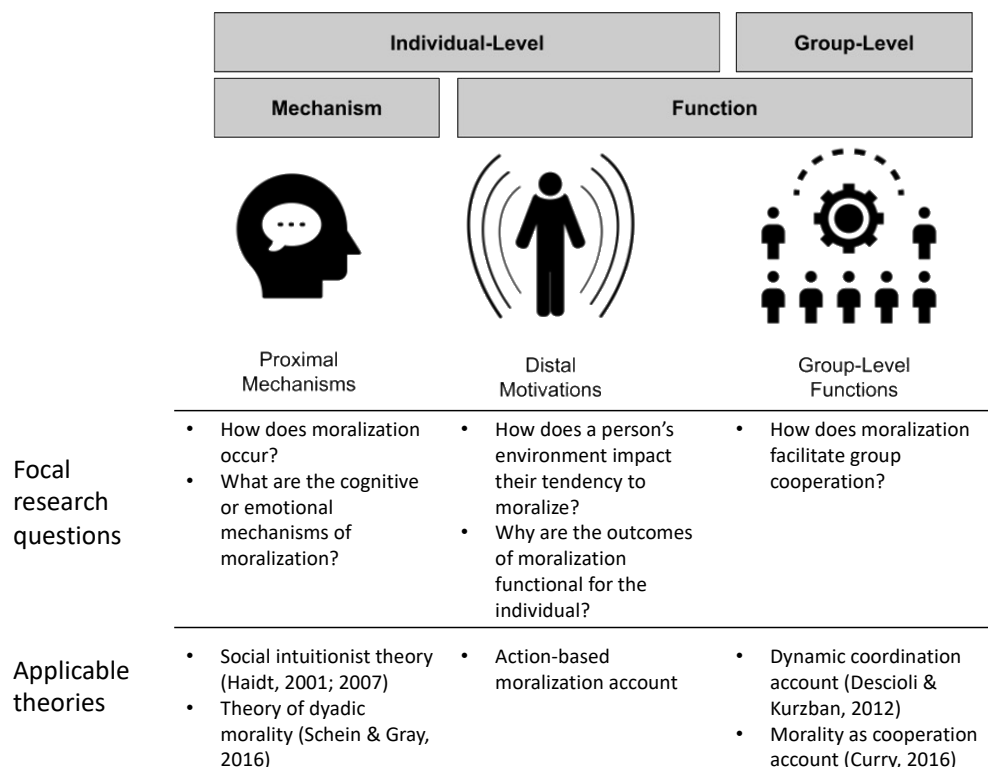 Individual-Level
Group-Level
Mechanism
Function
Proximal
Mechanisms
Distal
Motivations
Group-Level
Functions
Focal
research
questions
• How does moralization
occur?
• What are the cognitive
or emotional
mechanisms of
moralization?
• How does a person’s
environment impact
their tendency to
moralize?
• Why are the outcomes
of moralization
functional for the
individual?
• How does moralization
facilitate group
cooperation?
Applicable
theories
• Social intuitionist theory
(Haidt, 2001; 2007)
• Theory of dyadic
morality (Schein & Gray,
2016)
• Action-based
moralization account
• Dynamic coordination
account (Descioli &
Kurzban, 2012)
• Morality as cooperation
account (Curry, 2016)